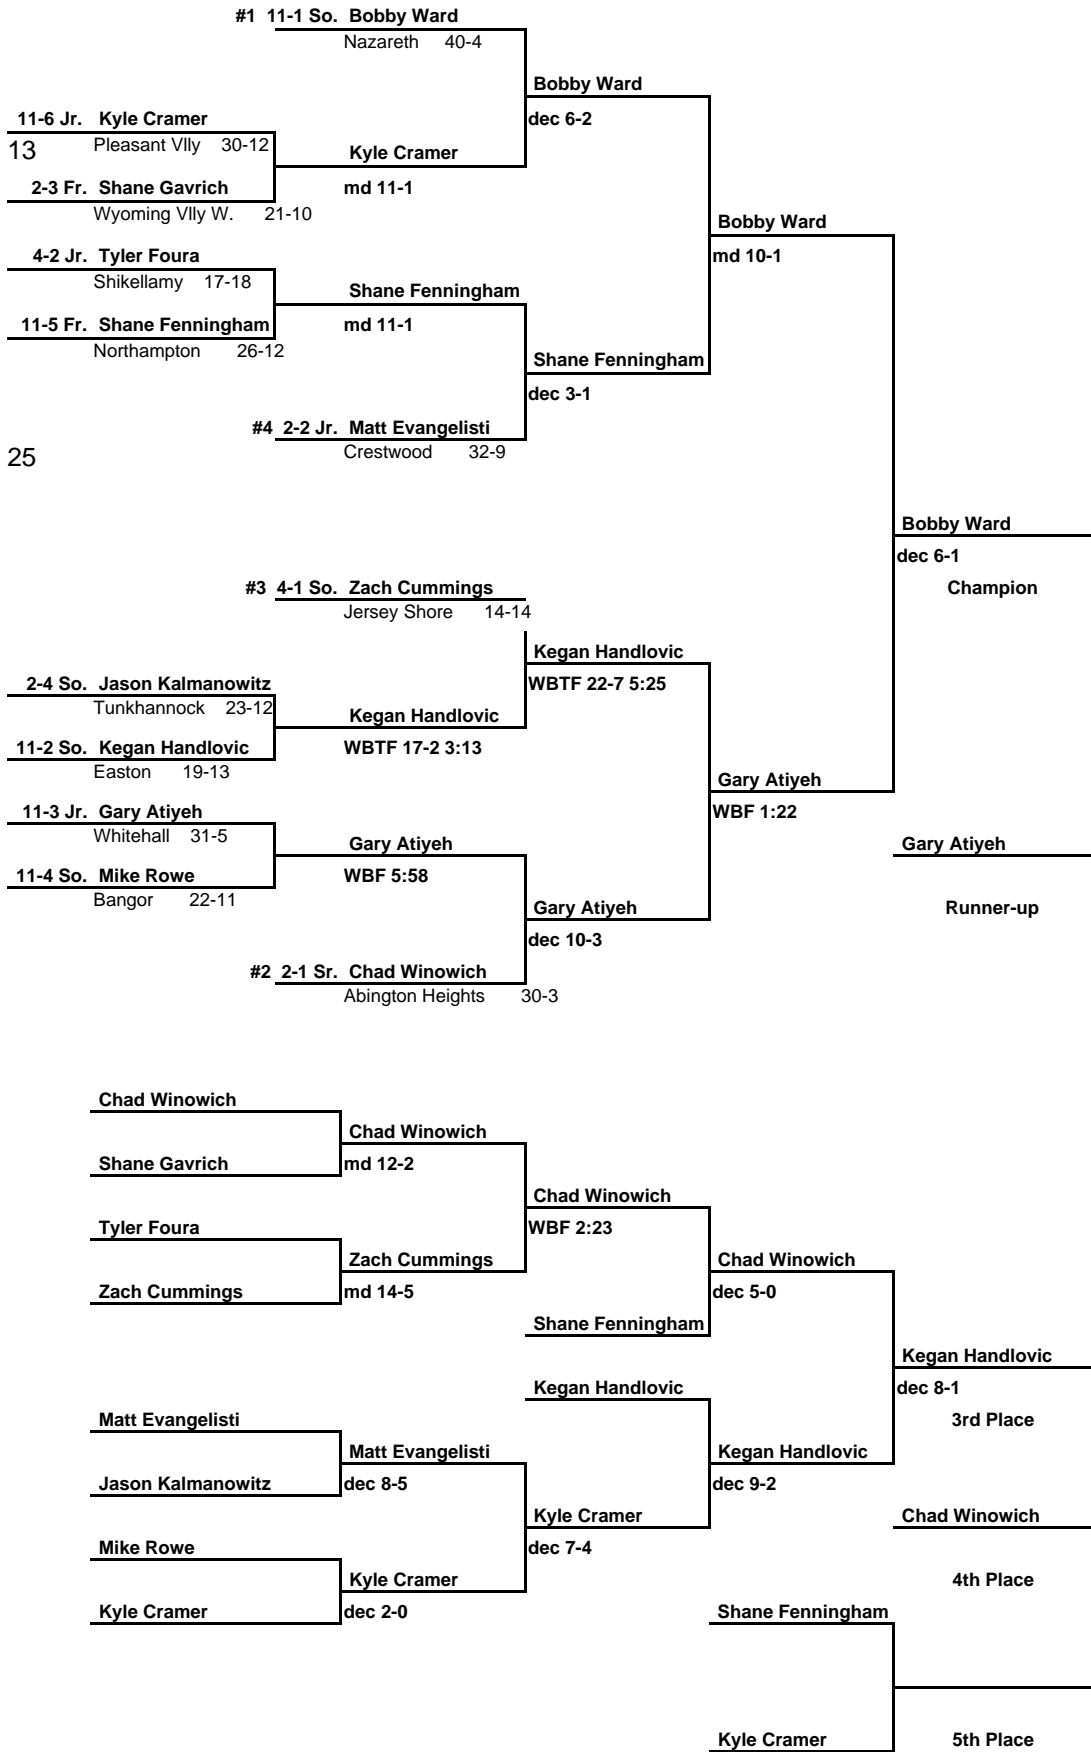 #1 11-1 So. Bobby Ward
Nazareth 40-4
Bobby Ward
11-6 Jr. Kyle Cramer
dec 6-2
13 Pleasant Vlly 30-12
Kyle Cramer
2-3 Fr. Shane Gavrich
md 11-1
Wyoming Vlly W. 21-10
Bobby Ward
4-2 Jr. Tyler Foura
md 10-1
Shikellamy 17-18
Shane Fenningham
11-5 Fr. Shane Fenningham
md 11-1
Northampton 26-12
Shane Fenningham
dec 3-1
#4 2-2 Jr. Matt Evangelisti
25
Crestwood 32-9
Bobby Ward
dec 6-1
#3 4-1 So. Zach Cummings
Champion
Jersey Shore 14-14
Kegan Handlovic
2-4 So. Jason Kalmanowitz
WBTF 22-7 5:25
Tunkhannock 23-12
Kegan Handlovic
11-2 So. Kegan Handlovic
WBTF 17-2 3:13
Easton 19-13
Gary Atiyeh
11-3 Jr. Gary Atiyeh
WBF 1:22
Whitehall 31-5
Gary Atiyeh
Gary Atiyeh
11-4 So. Mike Rowe
WBF 5:58
Bangor 22-11
Gary Atiyeh
Runner-up
dec 10-3
#2 2-1 Sr. Chad Winowich
Abington Heights 30-3
Chad Winowich
Chad Winowich
Shane Gavrich
md 12-2
Chad Winowich
Tyler Foura
WBF 2:23
Zach Cummings
Chad Winowich
Zach Cummings
md 14-5
dec 5-0
Shane Fenningham
Kegan Handlovic
Kegan Handlovic
dec 8-1
Matt Evangelisti
3rd Place
Matt Evangelisti
Kegan Handlovic
Jason Kalmanowitz
dec 8-5
dec 9-2
Kyle Cramer
Chad Winowich
Mike Rowe
dec 7-4
Kyle Cramer
4th Place
Kyle Cramer
dec 2-0
Shane Fenningham
Kyle Cramer
5th Place